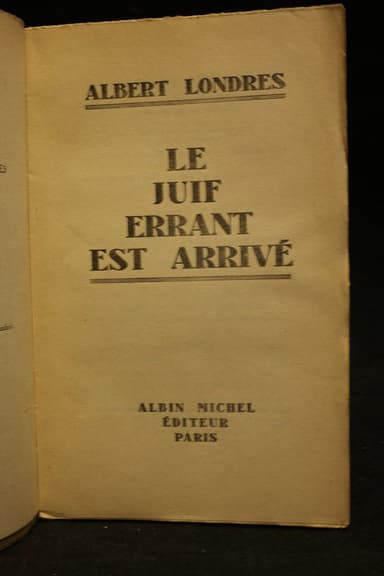 ALBERT LONDRES
LE
JUIF
ERRANT
EST ARRIVÉ
ALBIN MICHEL
ÉDITEUR
PARIS